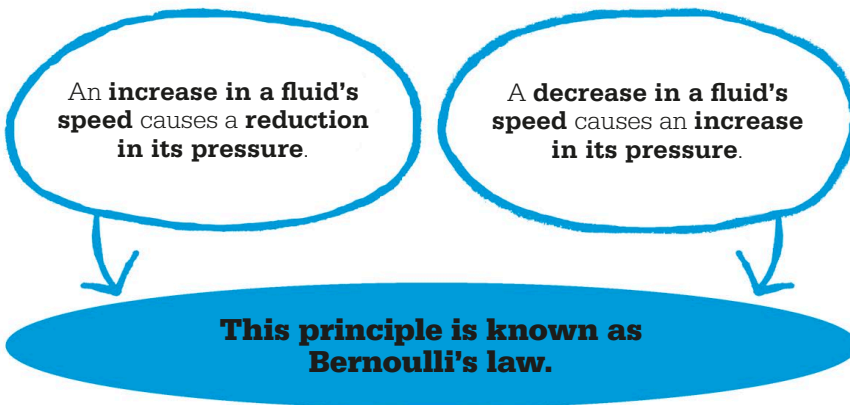 An increase in a fluid's
speed causes a reduction
in its pressure.
A decrease in a fluid's
speed causes an increase
in its pressure.
This principle is known as
Bernoulli's law.